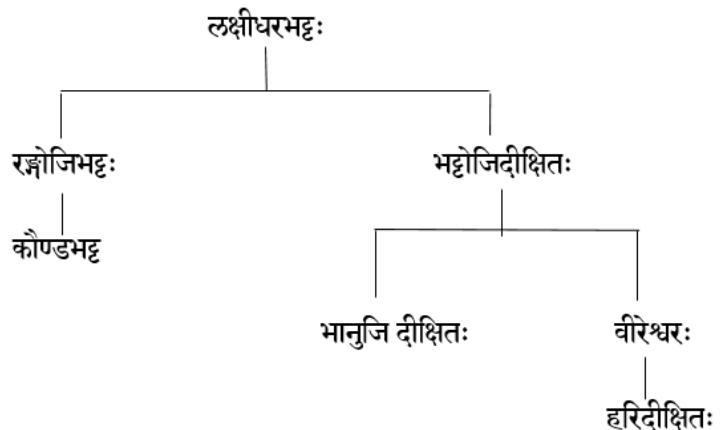 लक्षीधरभट्टः
रङ्गोजिभट्टः भट्टोजिदीक्षितः
कौण्डभट्ट
भानुजि दीक्षितः वीरेश्वरः
हरिदीक्षितः